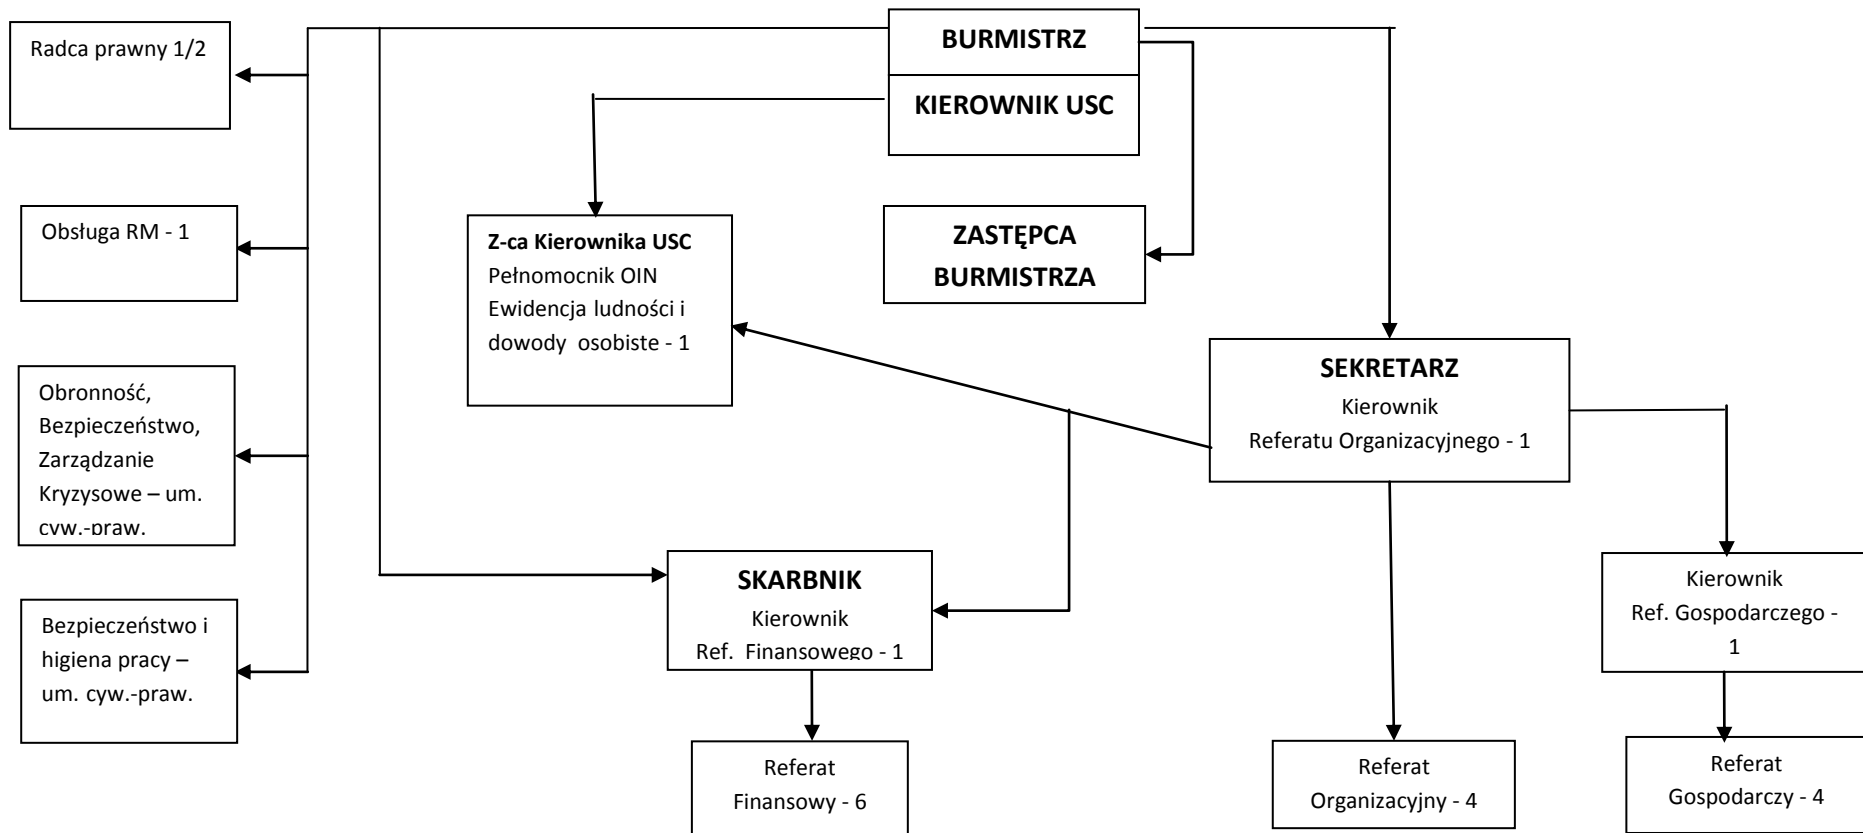 Radca prawny 1/2
BURMISTRZ
KIEROWNIK USC
Obsługa RM - 1
Z-ca Kierownika USC
Pełnomocnik OIN
Ewidencja ludności i
dowody osobiste - 1
ZASTĘPCA
BURMISTRZA
Obronność,
Bezpieczeństwo,
Zarządzanie
Kryzysowe – um.
cyw.-praw.
SEKRETARZ
Kierownik
Referatu Organizacyjnego - 1
SKARBNIK
Kierownik
Ref. Finansowego - 1
Kierownik
Ref. Gospodarczego -
1
Bezpieczeństwo i
higiena pracy –
um. cyw.-praw.
Referat
Finansowy - 6
Referat
Organizacyjny - 4
Referat
Gospodarczy - 4